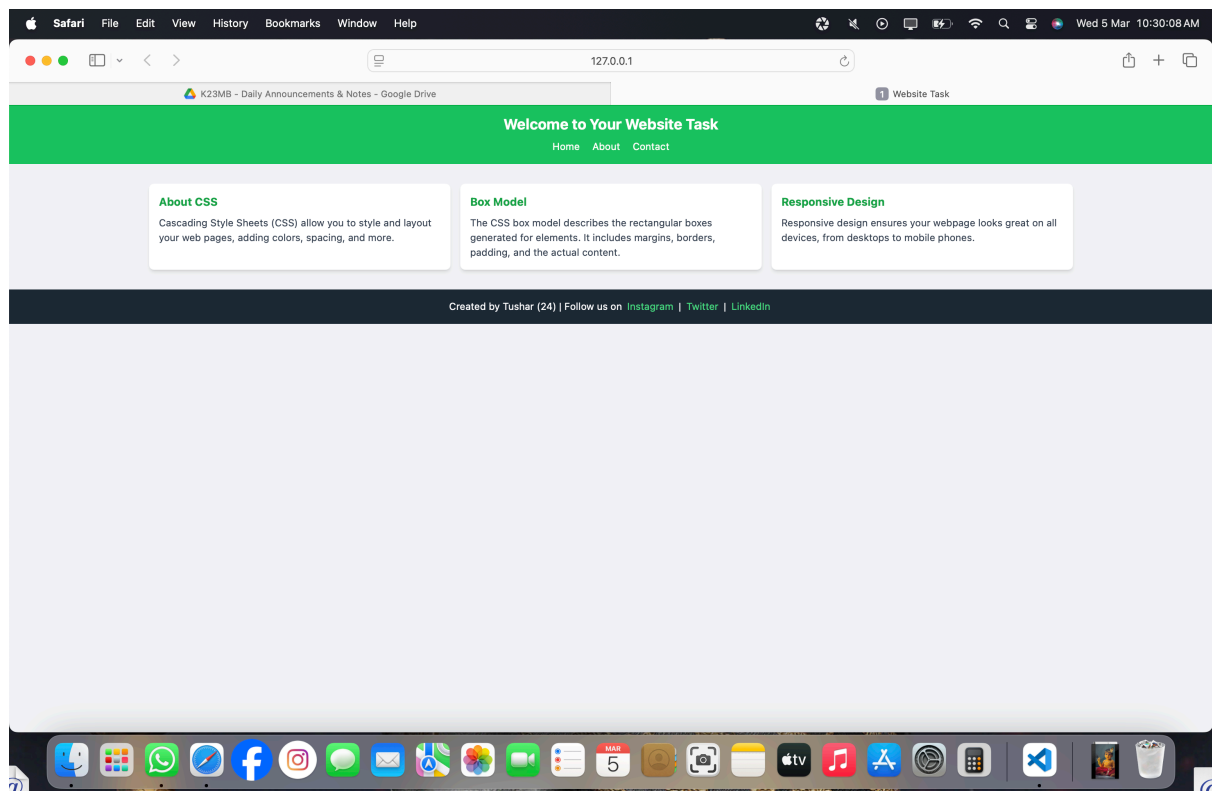 Safari File Edit View History Bookmarks Window Help Wed 5 Mar 10:30:08 AM
127.0.0.1
K23MB - Daily Announcements & Notes - Google Drive
1 Website Task
Welcome to Your Website Task
Home About Contact
About CSS
Cascading Style Sheets (CSS) allow you to style and layout
your web pages, adding colors, spacing, and more.
Box Model
The CSS box model describes the rectangular boxes
generated for elements. It includes margins, borders,
padding, and the actual content.
Responsive Design
Responsive design ensures your webpage looks great on all
devices, from desktops to mobile phones.
Created by Tushar (24) | Follow us on Instagram | Twitter | LinkedIn
MAR
5
tv